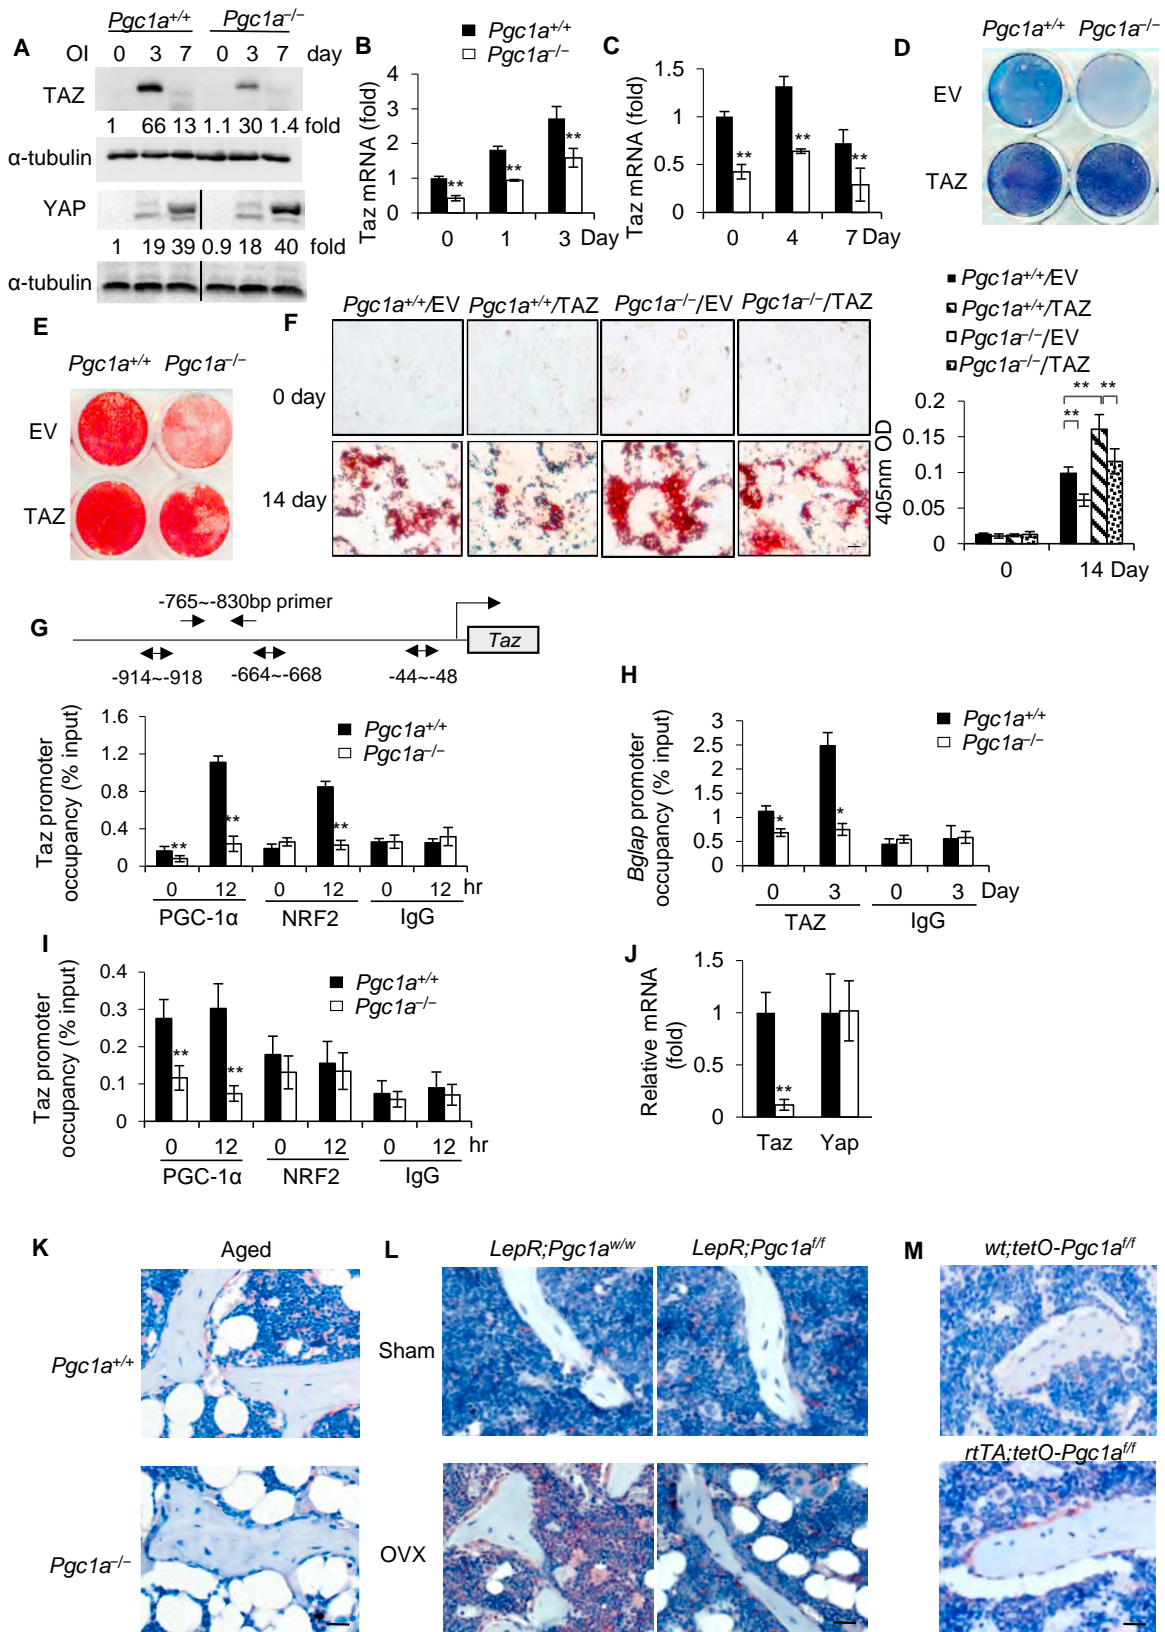 A
Pgc1a+/+ Pgc1a−/−
OI 0 3 7 0 3 7 day
TAZ
1 66 13 1.1 30 1.4 fold
α-tubulin
YAP
1 19 39 0.9 18 40 fold
α-tubulin
B
Pgc1a+/+
Pgc1a−/−
Taz mRNA (fold)
4
3
2
1
0
** ** **
0 1 3 Day
C
Taz mRNA (fold)
1.5
1
0.5
0
** ** **
0 4 7 Day
D
Pgc1a+/+ Pgc1a−/−
EV
TAZ
E
Pgc1a+/+ Pgc1a−/−
EV
TAZ
F
Pgc1a+/+/EV Pgc1a+/+/TAZ Pgc1a−/−/EV Pgc1a−/−/TAZ
0 day
14 day
Pgc1a+/+/EV
Pgc1a+/+/TAZ
Pgc1a−/−/EV
Pgc1a−/−/TAZ
405nm OD
0.2
0.15
0.1
0.05
0
** **
**
0 14 Day
G
-765~-830bp primer
Taz
-914~-918 -664~-668 -44~-48
Taz promoter
occupancy (% input)
1.6
1.2
0.8
0.4
0
Pgc1a+/+
Pgc1a−/−
** ** **
0 12 0 12 0 12 hr
PGC-1α NRF2 IgG
H
Bglap promoter
occupancy (% input)
3
2.5
2
1.5
1
0.5
0
Pgc1a+/+
Pgc1a−/−
* *
0 3 0 3 Day
TAZ IgG
I
Taz promoter
occupancy (% input)
0.4
0.3
0.2
0.1
0
Pgc1a+/+
Pgc1a−/−
** **
0 12 0 12 0 12 hr
PGC-1α NRF2 IgG
J
Relative mRNA
(fold)
1.5
1
0.5
0
**
Taz Yap
K
Aged
Pgc1a+/+
Pgc1a−/−
L
LepR;Pgc1aw/w LepR;Pgc1af/f
Sham
OVX
M
wt;tetO-Pgc1af/f
rtTA;tetO-Pgc1af/f